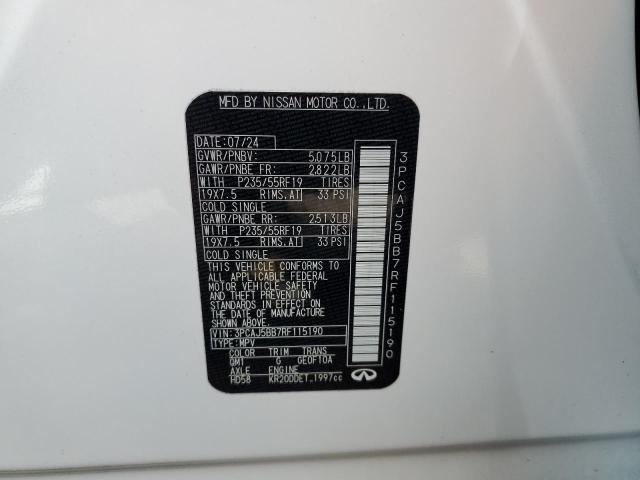 MFD BY NISSAN MOTOR CO.,LTD.
DATE: 07/24
GVWR/PNBV: 5,075LB
GAWR/PNBE FR: 2,822LB
WITH P235/55RF19 TIRES
19X7.5 RIMS.AT 33 PSI
COLD SINGLE
GAWR/PNBE RR: 2,513LB
WITH P235/55RF19 TIRES
19X7.5 RIMS.AT 33 PSI
COLD SINGLE
THIS VEHICLE CONFORMS TO
ALL APPLICABLE FEDERAL
MOTOR VEHICLE SAFETY
AND THEFT PREVENTION
STANDARDS IN EFFECT ON
THE DATE OF MANUFACTURE
SHOWN ABOVE.
VIN: 3PCAJ5BB7RF115190
TYPE: MPV
COLOR TRIM TRANS
QM1 G GE0F10A
AXLE ENGINE
HD58 KR20DDET 1997cc
3PCAJ5BB7RF115190